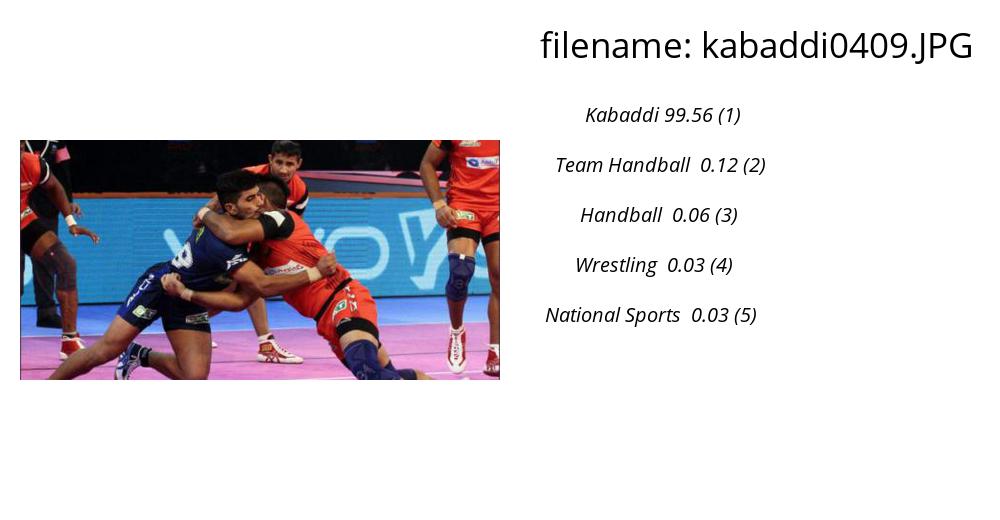 filename: kabaddi0409.JPG
Kabaddi 99.56 (1)
Team Handball 0.12 (2)
Handball 0.06 (3)
Wrestling 0.03 (4)
National Sports 0.03 (5)